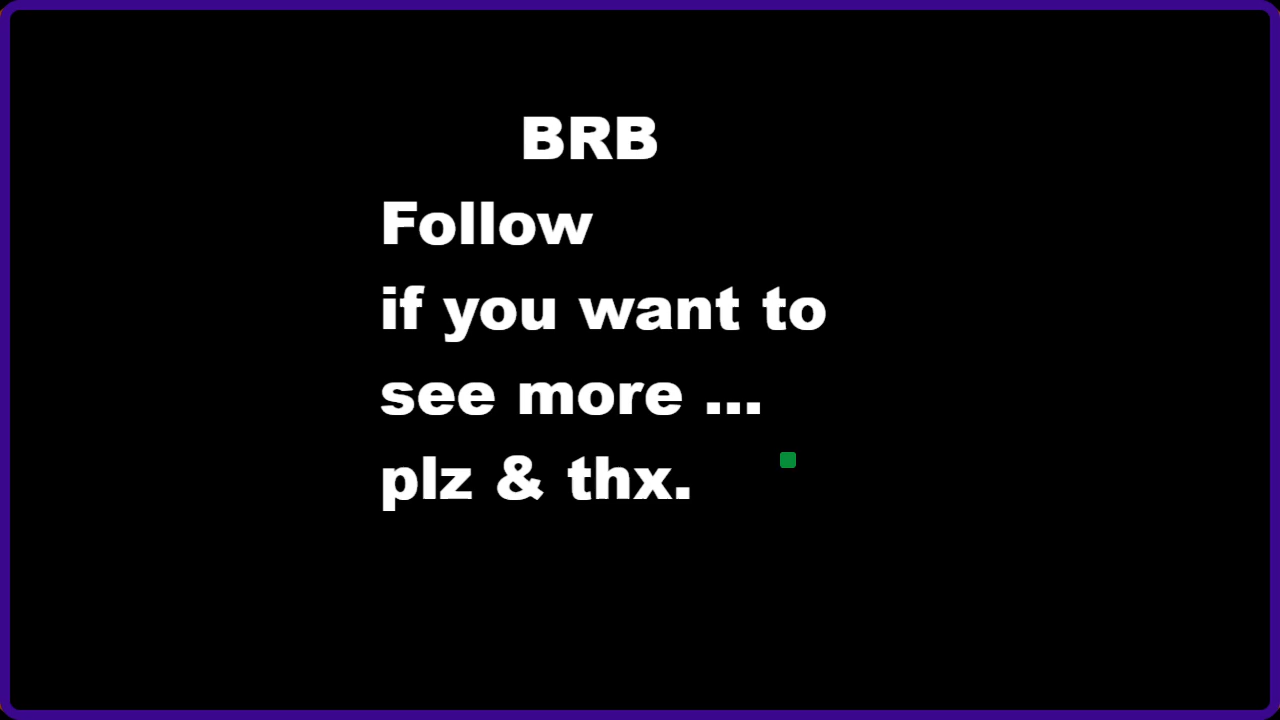 BRB
Follow
if you want to
see more ...
plz & thx.